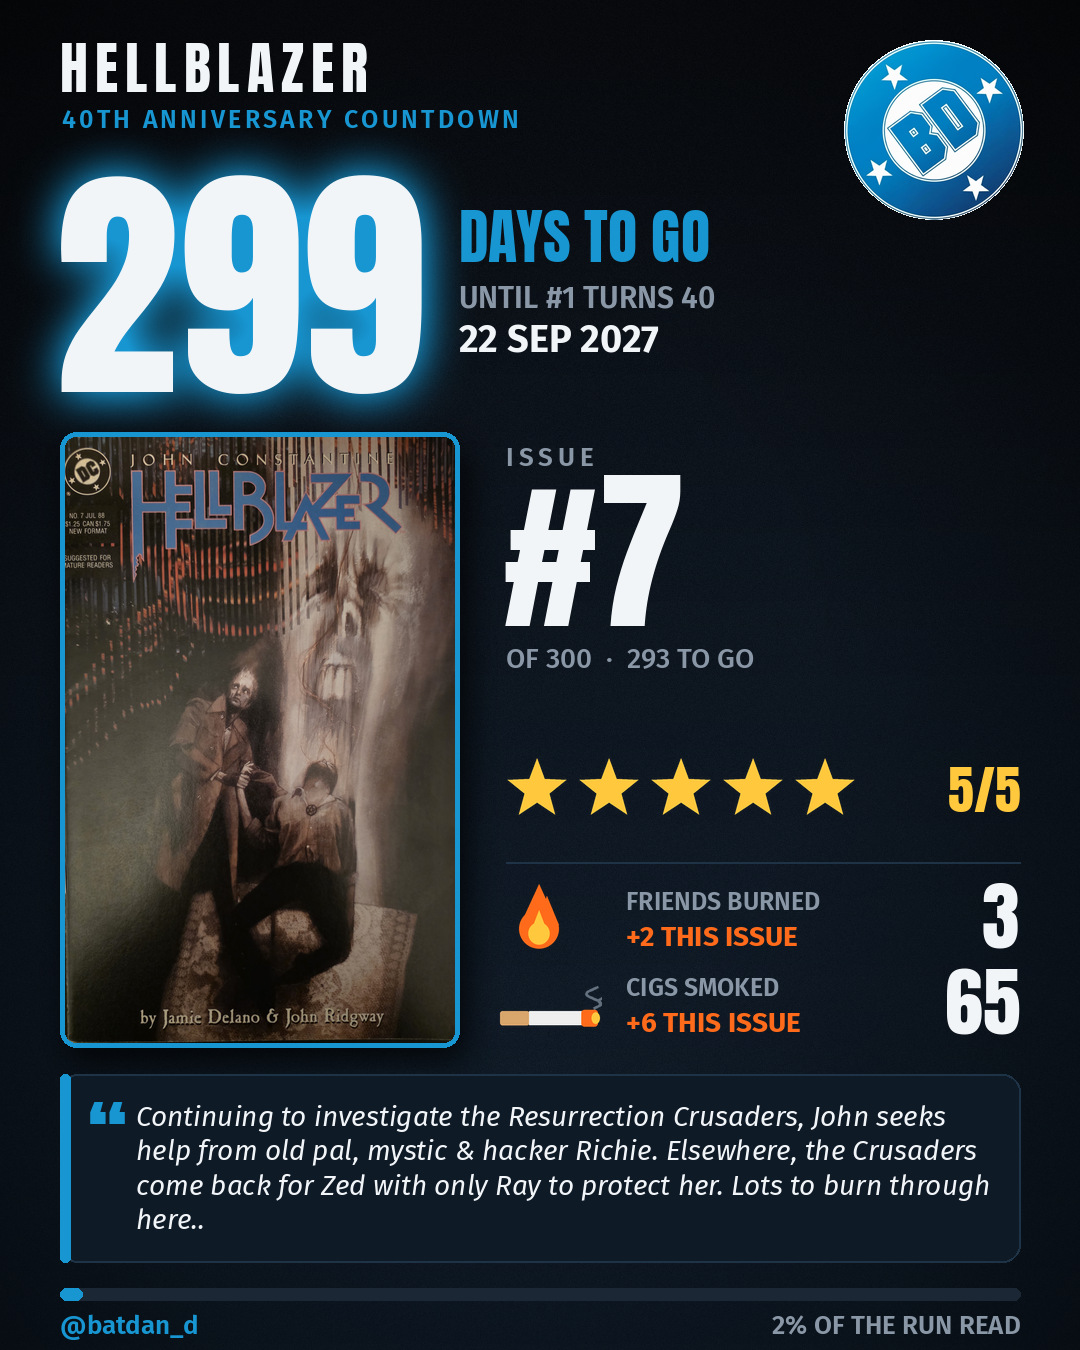 HELLBLAZER
40TH ANNIVERSARY COUNTDOWN
BD
299
DAYS TO GO
UNTIL #1 TURNS 40
22 SEP 2027
DC
JOHN CONSTANTINE
HELLBLAZER
NO. 7 JUL 88
$1.25 CAN $1.75
NEW FORMAT
SUGGESTED FOR
MATURE READERS
by Jamie Delano & John Ridgway
ISSUE
#7
OF 300 · 293 TO GO
5/5
FRIENDS BURNED
3
+2 THIS ISSUE
CIGS SMOKED
65
+6 THIS ISSUE
“Continuing to investigate the Resurrection Crusaders, John seeks
help from old pal, mystic & hacker Richie. Elsewhere, the Crusaders
come back for Zed with only Ray to protect her. Lots to burn through
here..
@batdan_d
2% OF THE RUN READ